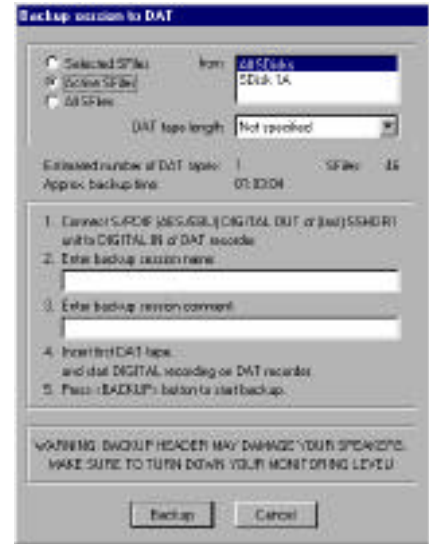 Backup session to DAT
Selected SFiles from: All SDisks
Active SFiles SDisk 1A
All SFiles
DAT tape length: Not specified
Estimated number of DAT tapes: 1 SFiles: 46
Approx. backup time: 01:03:04
1. Connect S/PDIF (AES/EBU) DIGITAL OUT of (last) SSHDR1
unit to DIGITAL IN of DAT recorder
2. Enter backup session name
3. Enter backup session comment
4. Insert first DAT tape,
and start DIGITAL recording on DAT recorder
5. Press <BACKUP> button to start backup.
WARNING: BACKUP HEADER MAY DAMAGE YOUR SPEAKERS.
MAKE SURE TO TURN DOWN YOUR MONITORING LEVEL!
Backup Cancel